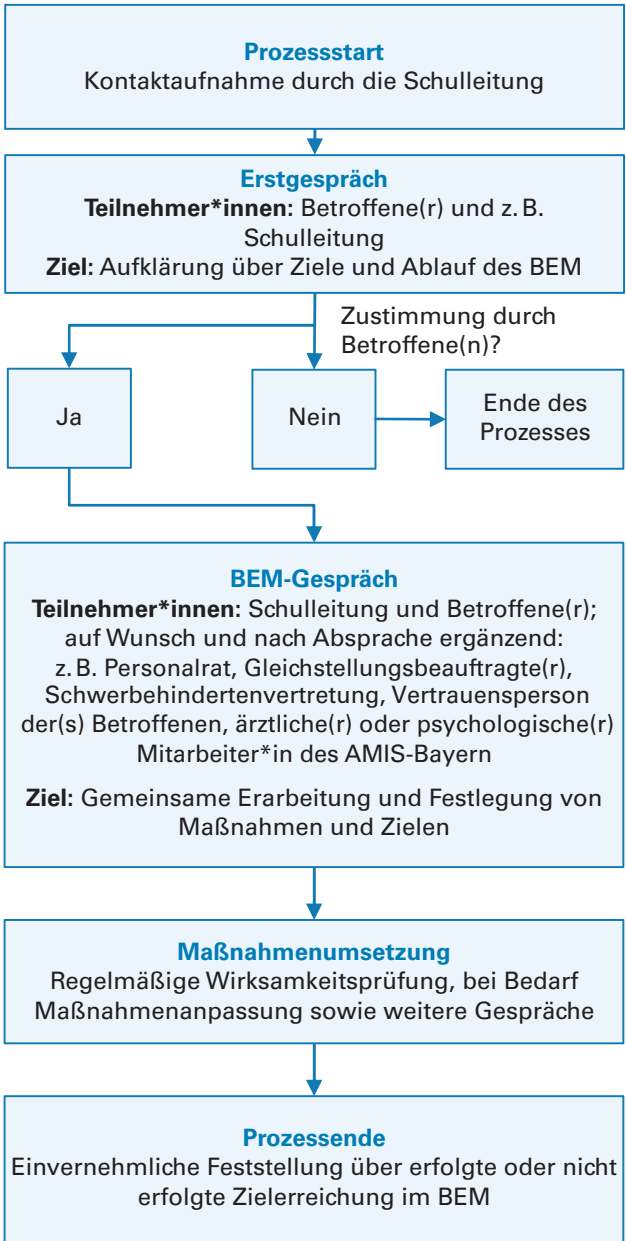 Prozessstart
Kontaktaufnahme durch die Schulleitung
Erstgespräch
Teilnehmer*innen: Betroffene(r) und z. B.
Schulleitung
Ziel: Aufklärung über Ziele und Ablauf des BEM
Zustimmung durch
Betroffene(n)?
Ja
Nein
Ende des
Prozesses
BEM-Gespräch
Teilnehmer*innen: Schulleitung und Betroffene(r);
auf Wunsch und nach Absprache ergänzend:
z. B. Personalrat, Gleichstellungsbeauftragte(r),
Schwerbehindertenvertretung, Vertrauensperson
der(s) Betroffenen, ärztliche(r) oder psychologische(r)
Mitarbeiter*in des AMIS-Bayern
Ziel: Gemeinsame Erarbeitung und Festlegung von
Maßnahmen und Zielen
Maßnahmenumsetzung
Regelmäßige Wirksamkeitsprüfung, bei Bedarf
Maßnahmenanpassung sowie weitere Gespräche
Prozessende
Einvernehmliche Feststellung über erfolgte oder nicht
erfolgte Zielerreichung im BEM